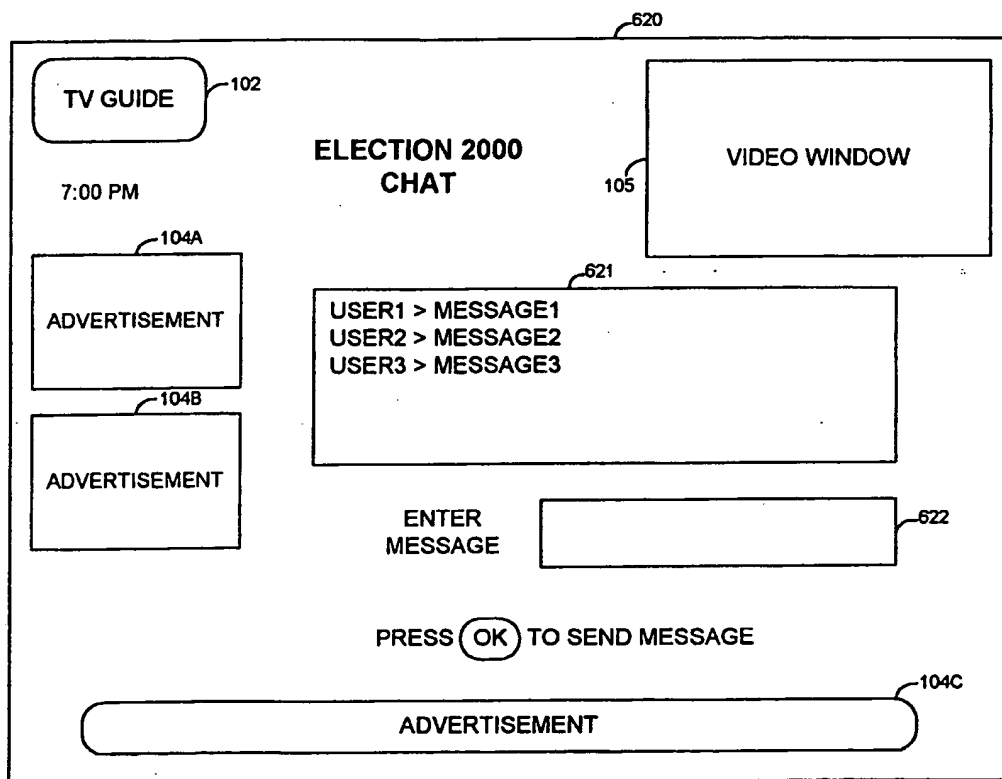 620
TV GUIDE
102
ELECTION 2000
CHAT
VIDEO WINDOW
105
7:00 PM
104A
ADVERTISEMENT
621
USER1 > MESSAGE1
USER2 > MESSAGE2
USER3 > MESSAGE3
104B
ADVERTISEMENT
ENTER
MESSAGE
622
PRESS OK TO SEND MESSAGE
104C
ADVERTISEMENT